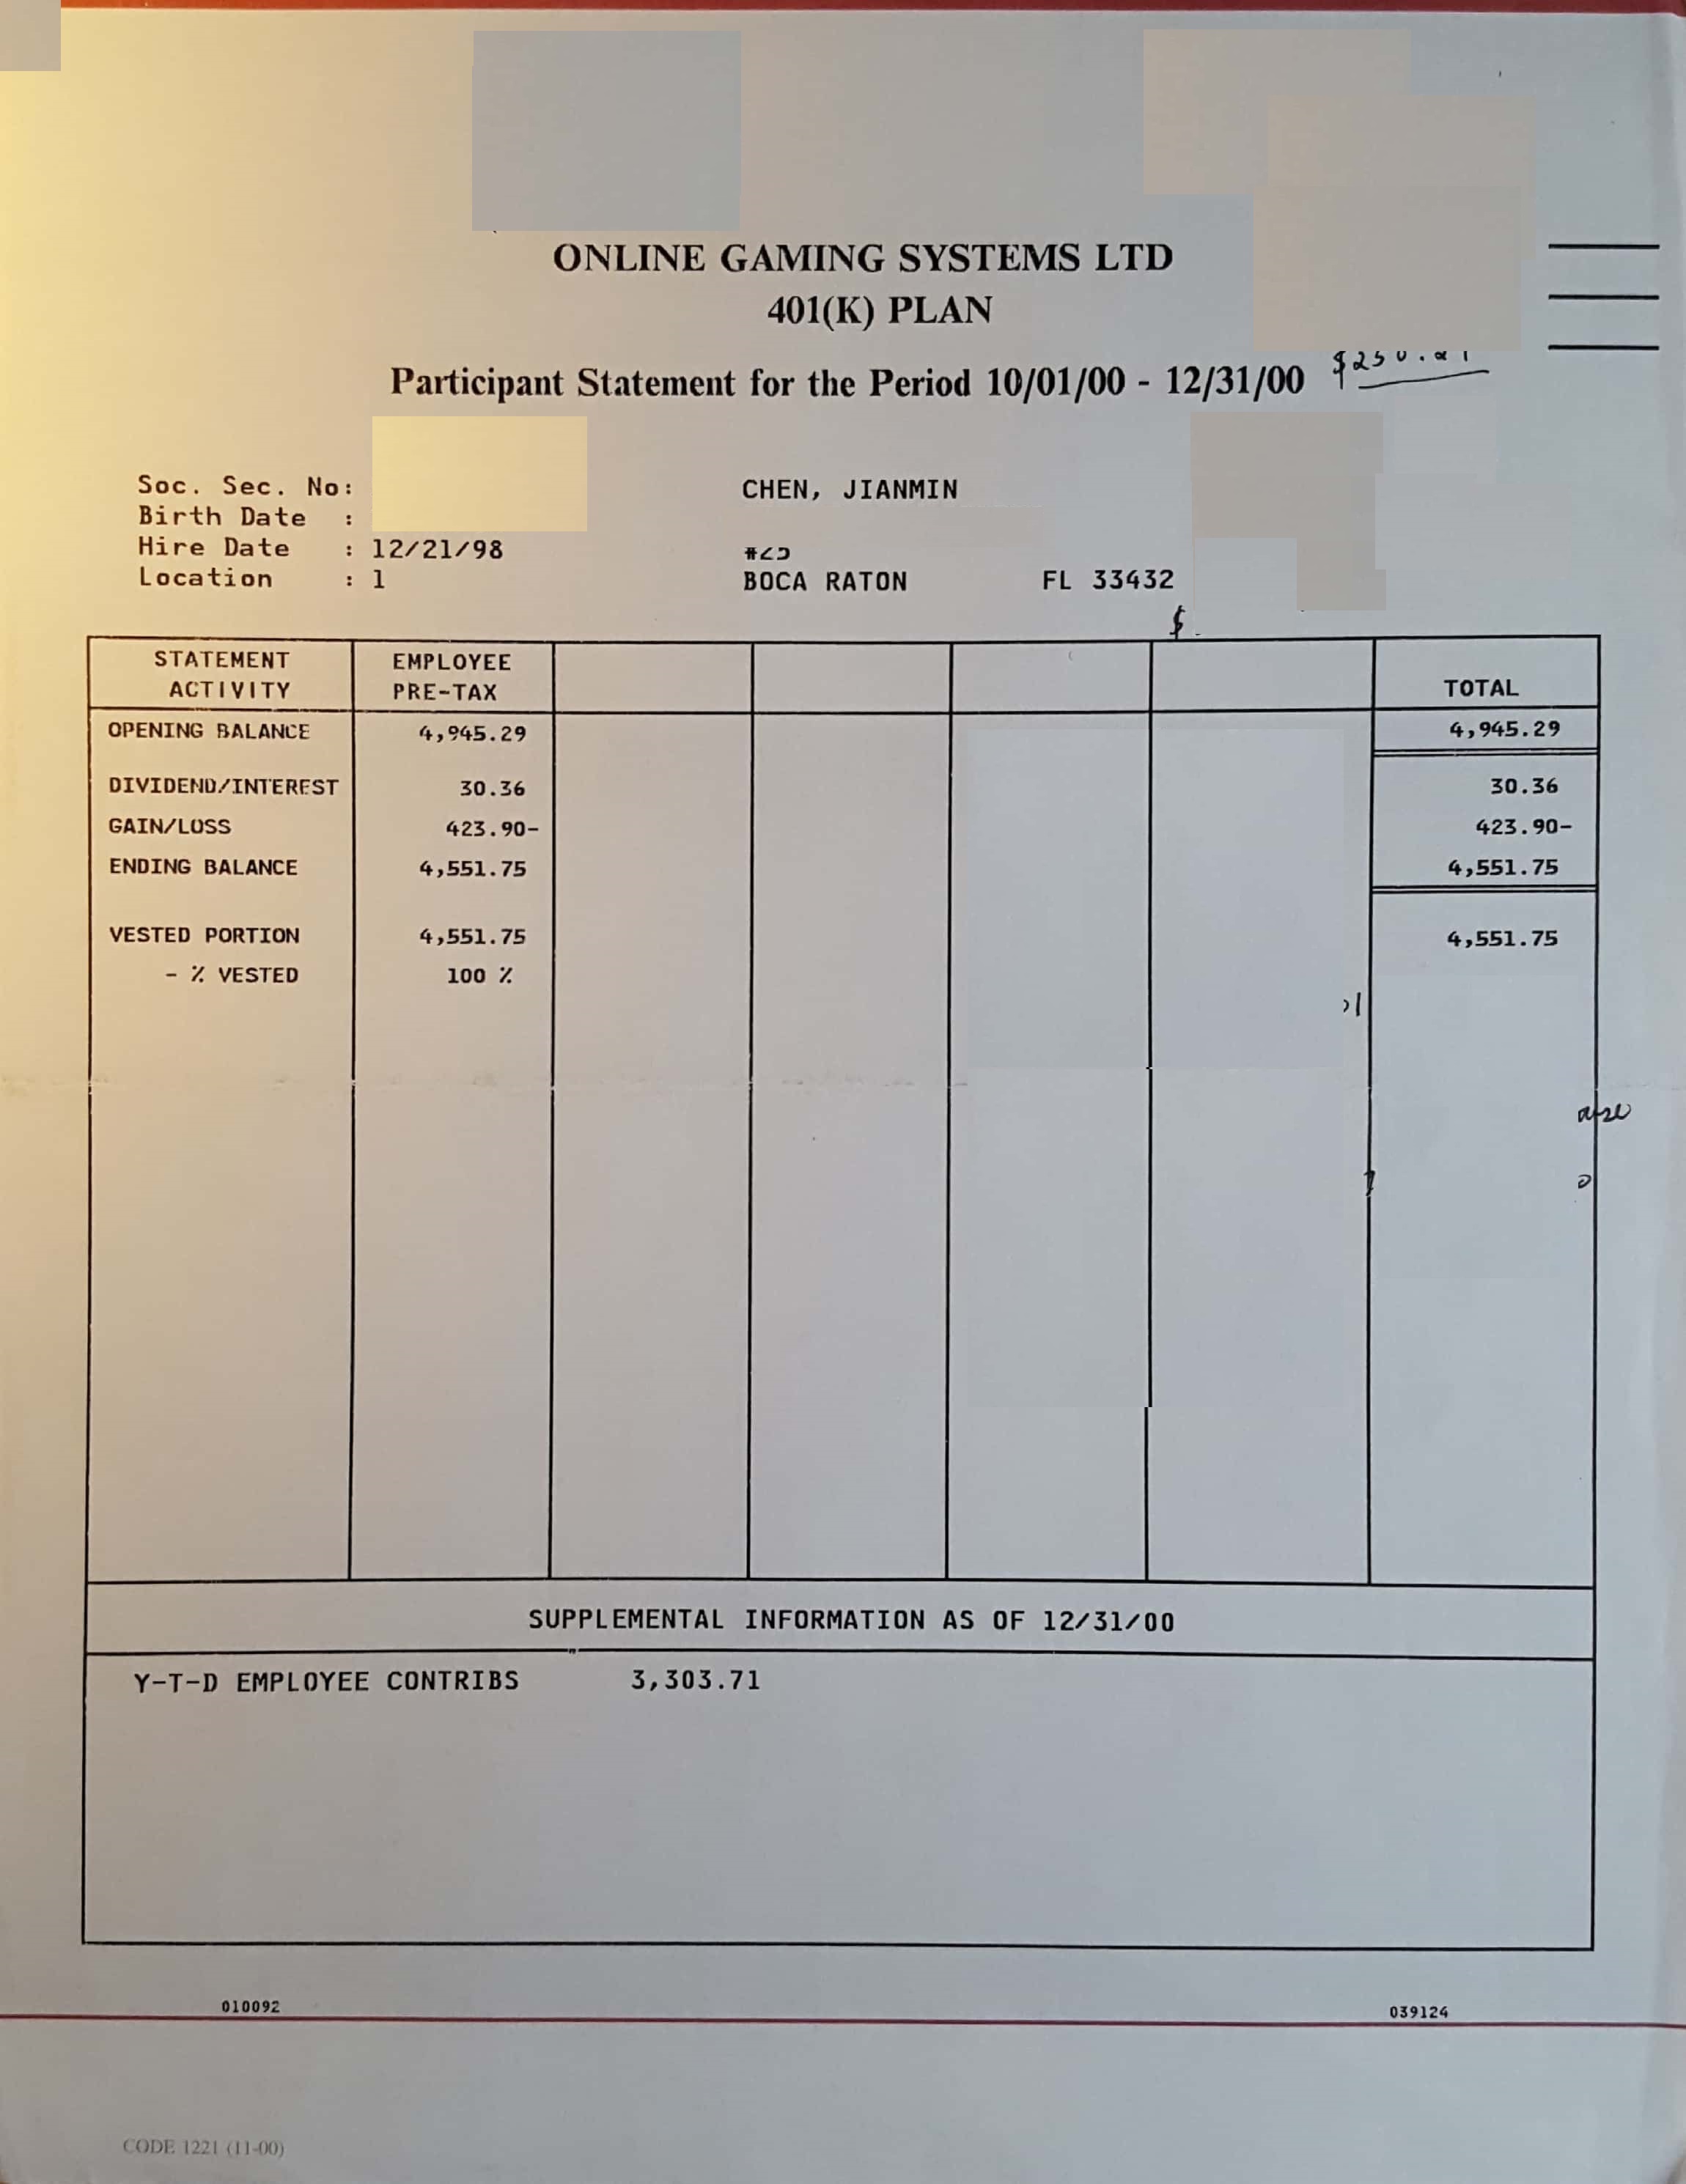 ONLINE GAMING SYSTEMS LTD
401(K) PLAN
Participant Statement for the Period 10/01/00 - 12/31/00
Soc. Sec. No:
Birth Date :
Hire Date : 12/21/98
Location : 1
CHEN, JIANMIN
BOCA RATON FL 33432
$
STATEMENT ACTIVITY EMPLOYEE PRE-TAX TOTAL
OPENING BALANCE 4,945.29 4,945.29
DIVIDEND/INTEREST 30.36 30.36
GAIN/LOSS 423.90- 423.90-
ENDING BALANCE 4,551.75 4,551.75
VESTED PORTION 4,551.75 4,551.75
- % VESTED 100 %
SUPPLEMENTAL INFORMATION AS OF 12/31/00
Y-T-D EMPLOYEE CONTRIBS 3,303.71
010092 039124
CODE 1221 (11-00)